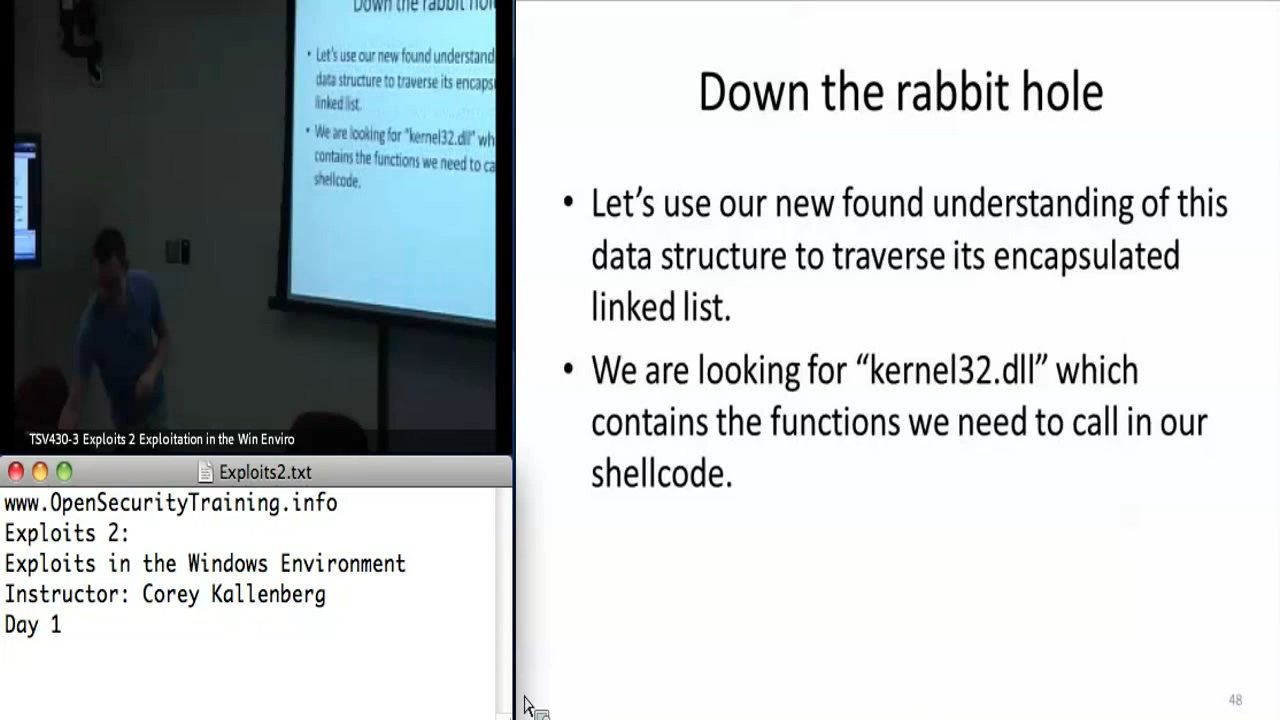 Down the rabbit hol
• Let's use our new found understand
data structure to traverse its encaps
linked list.
• We are looking for "kernel32.dll" wh
contains the functions we need to ca
shellcode.
TSV430-3 Exploits 2 Exploitation in the Win Enviro
Exploits2.txt
www.OpenSecurityTraining.info
Exploits 2:
Exploits in the Windows Environment
Instructor: Corey Kallenberg
Day 1
Down the rabbit hole
• Let's use our new found understanding of this
data structure to traverse its encapsulated
linked list.
• We are looking for “kernel32.dll” which
contains the functions we need to call in our
shellcode.
48